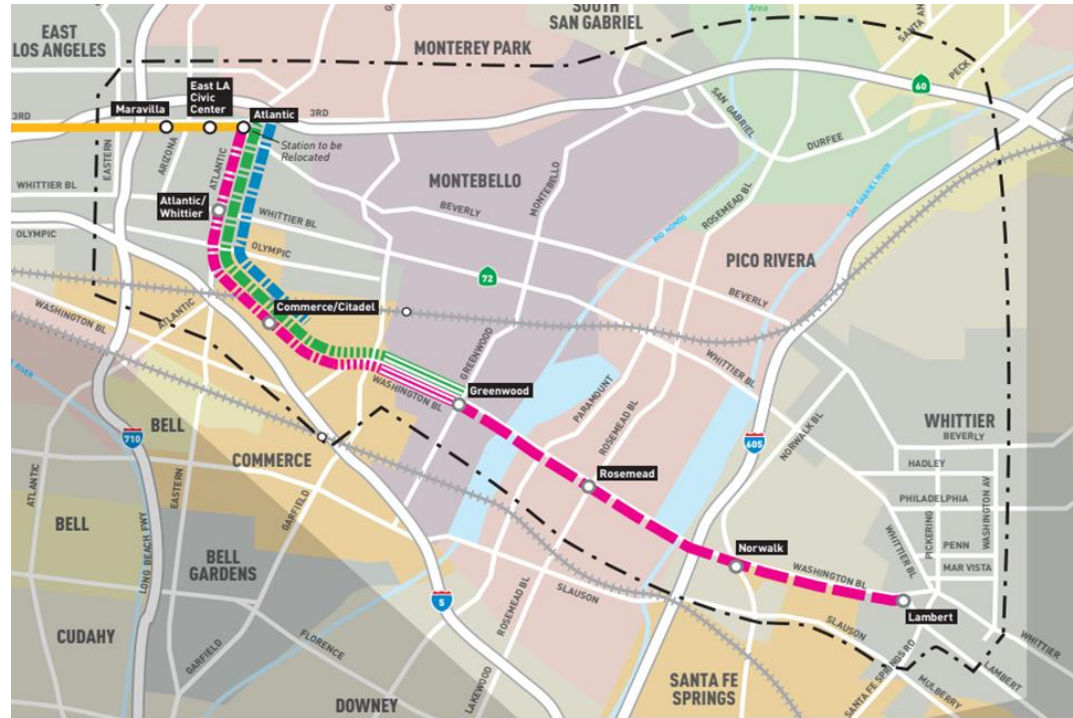 EAST
LOS ANGELES
MONTEREY PARK
SOUTH
SAN GABRIEL
Area
SANTA AN
PECK
60
Maravilla
East LA
Civic
Center
Atlantic
3RD
3RD
Station to be
Relocated
SAN GABRIEL
DURFEE
EASTERN
ARIZONA
ATLANTIC
WHITTIER BL
MONTEBELLO
MONTEBELLO
ROSEMEAD BL
SAN GABRIEL RIVER
RIO HONDO
Atlantic/
Whittier
BEVERLY
WHITTIER BL
OLYMPIC
OLYMPIC
72
PICO RIVERA
BEVERLY
WASHINGTON BL
ATLANTIC
Commerce/Citadel
GREENWOOD
WHITTIER BL
RIVER
WASHINGTON BL
Greenwood
PARAMOUNT
ROSEMEAD BL
NORWALK BL
WHITTIER
BEVERLY
710
BELL
COMMERCE
605
HADLEY
ATLANTIC
EASTERN
GARFIELD
Rosemead
PHILADELPHIA
PICKERING
WASHINGTON AV
BELL
LONG BEACH FWY
BELL
GARDENS
Norwalk
WHITTIER BL
PENN
MAR VISTA
WASHINGTON BL
5
ROSEMEAD BL
SLAUSON
Lambert
CUDAHY
GARFIELD
FLORENCE
SLAUSON
WHITTIER
LAMBERT
DOWNEY
LAKEWOOD
SANTA FE
SPRINGS
SANTA FE SPRINGS RD
MULBERRY